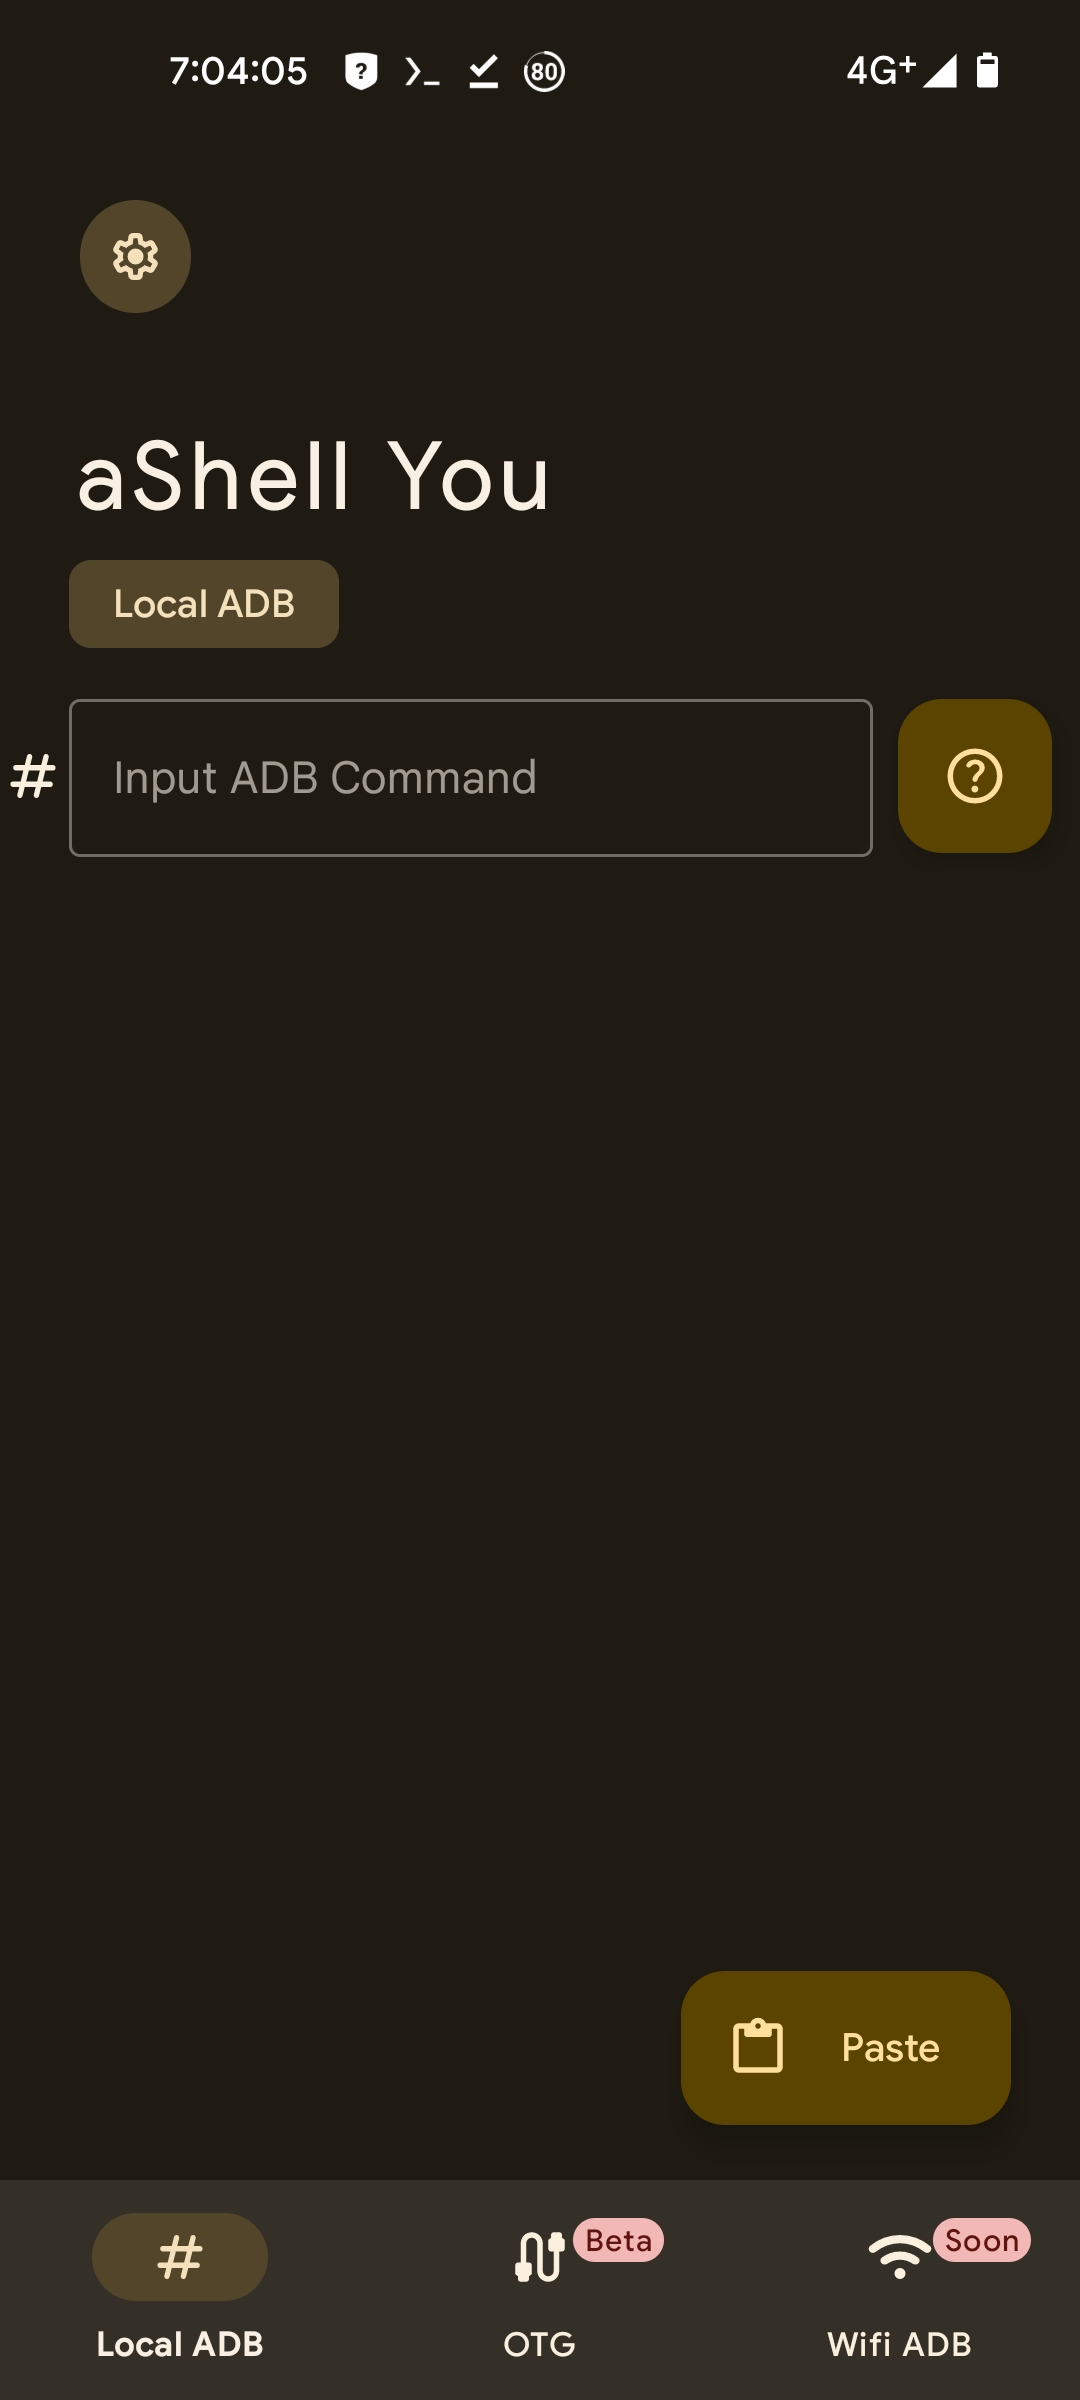 7:04:05 ? >_ 80 4G+
aShell You
Local ADB
# Input ADB Command ?
Paste
# Beta Soon
Local ADB OTG Wifi ADB